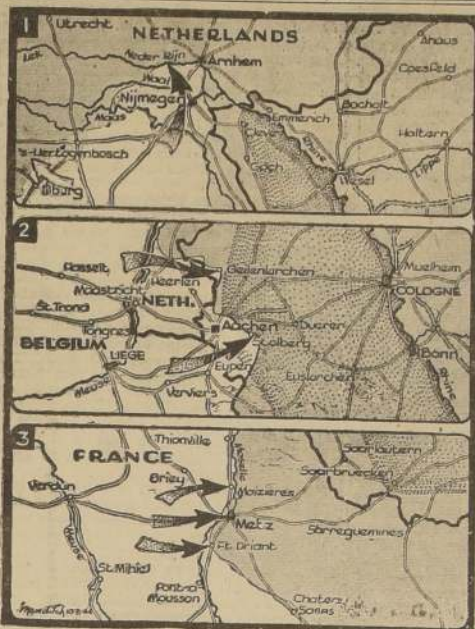 1
Utrecht
NETHERLANDS
Ahaus
Lek
Neder Rijn
Arnhem
Coesfeld
Waal
Nijmegen
Emmerich
Bocholt
Maas
Cleve
Haltern
's-Hertogenbosch
Rhine
Goch
Wesel
Lippe
Tilburg
2
Hasselt
Muelheim
Geilenkirchen
Maastricht
Heerlen
COLOGNE
St. Trond
NETH.
Tongres
Aachen
Dueren
BELGIUM
Stolberg
LIEGE
Bonn
Eupen
Meuse
Euskirchen
Verviers
Rhine
3
Thionville
FRANCE
Moselle
Saarlautern
Briey
Saarbruecken
Verdun
Maizieres
Metz
Sarreguemines
Meuse
Ft. Driant
St. Mihiel
Pont-a
Mousson
Chateau
Salins